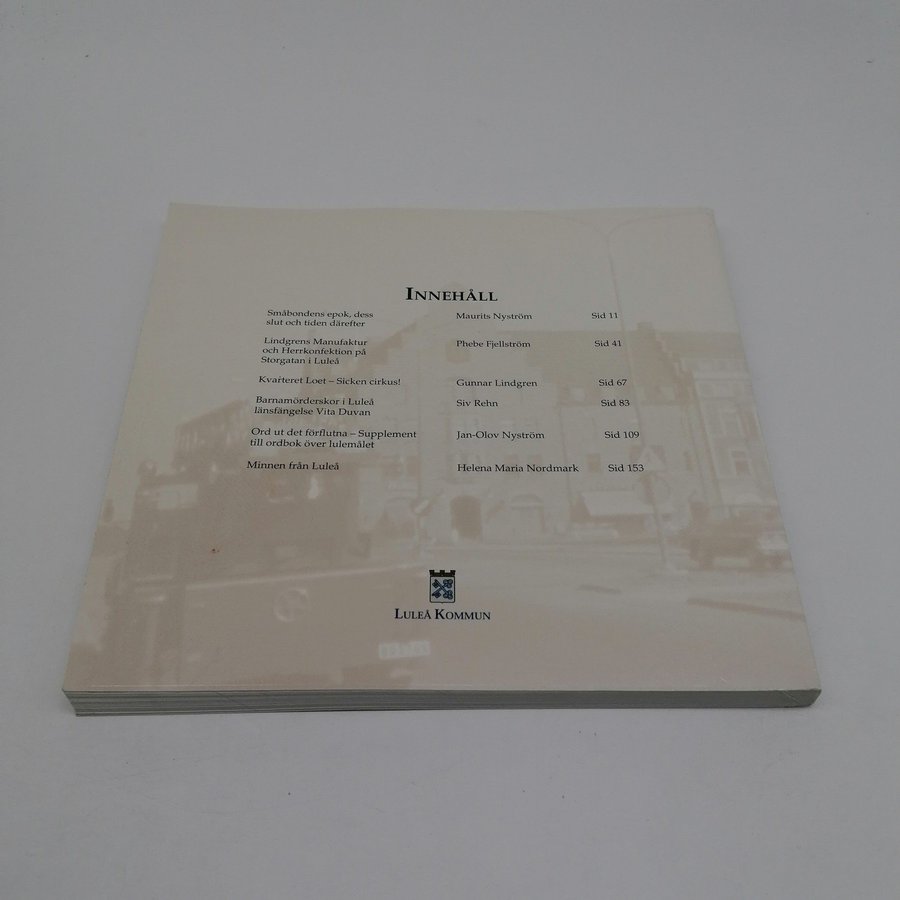 INNEHÅLL
Småbondens epok, dess slut och tiden därefter Maurits Nyström Sid 11
Lindgrens Manufaktur och Herrkonfektion på Storgatan i Luleå Phebe Fjellström Sid 41
Kvarteret Loet – Sicken cirkus! Gunnar Lindgren Sid 67
Barnamörderskor i Luleå länsfängelse Vita Duvan Siv Rehn Sid 83
Ord ut det förflutna – Supplement till ordbok över lulemålet Jan-Olov Nyström Sid 109
Minnen från Luleå Helena Maria Nordmark Sid 153
LULEÅ KOMMUN